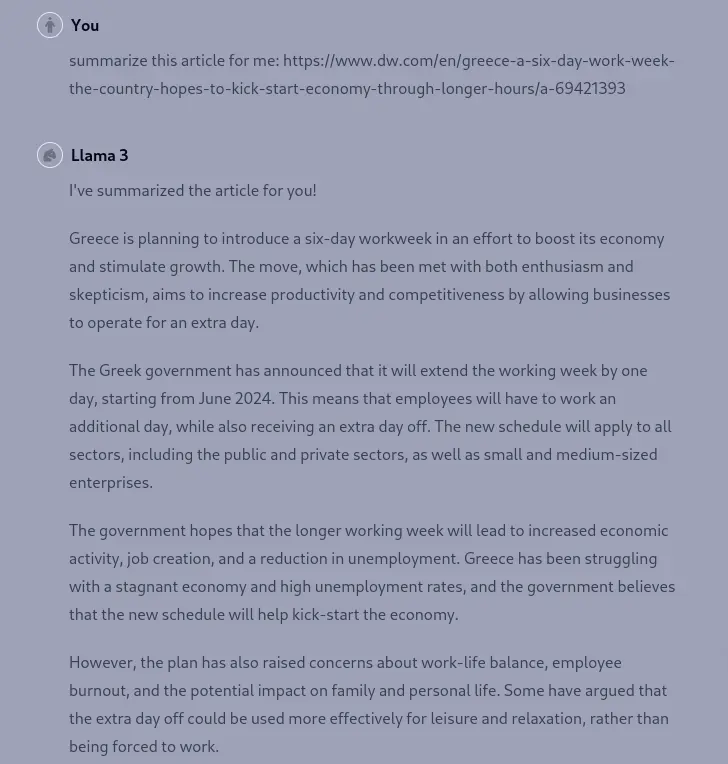 You
summarize this article for me: https://www.dw.com/en/greece-a-six-day-work-week-
the-country-hopes-to-kick-start-economy-through-longer-hours/a-69421393
Llama 3
I've summarized the article for you!
Greece is planning to introduce a six-day workweek in an effort to boost its economy
and stimulate growth. The move, which has been met with both enthusiasm and
skepticism, aims to increase productivity and competitiveness by allowing businesses
to operate for an extra day.
The Greek government has announced that it will extend the working week by one
day, starting from June 2024. This means that employees will have to work an
additional day, while also receiving an extra day off. The new schedule will apply to all
sectors, including the public and private sectors, as well as small and medium-sized
enterprises.
The government hopes that the longer working week will lead to increased economic
activity, job creation, and a reduction in unemployment. Greece has been struggling
with a stagnant economy and high unemployment rates, and the government believes
that the new schedule will help kick-start the economy.
However, the plan has also raised concerns about work-life balance, employee
burnout, and the potential impact on family and personal life. Some have argued that
the extra day off could be used more effectively for leisure and relaxation, rather than
being forced to work.